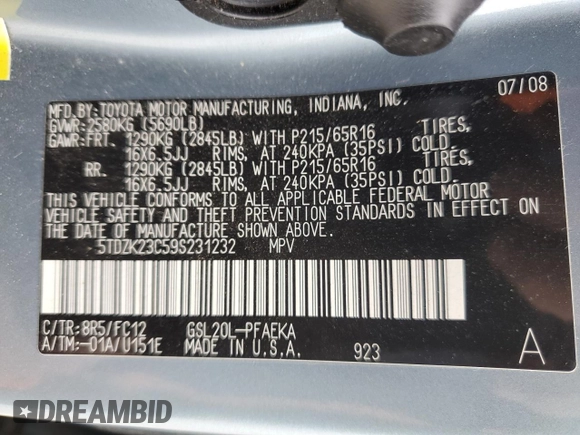 07/08
MFD. BY: TOYOTA MOTOR MANUFACTURING, INDIANA, INC.
GVWR: 2580KG (5690LB)
GAWR: FRT. 1290KG (2845LB) WITH P215/65R16 TIRES,
16X6.5JJ RIMS, AT 240KPA (35PSI) COLD.
RR. 1290KG (2845LB) WITH P215/65R16 TIRES,
16X6.5JJ RIMS, AT 240KPA (35PSI) COLD.
THIS VEHICLE CONFORMS TO ALL APPLICABLE FEDERAL MOTOR
VEHICLE SAFETY AND THEFT PREVENTION STANDARDS IN EFFECT ON
THE DATE OF MANUFACTURE SHOWN ABOVE.
5TDZK23C59S231232 MPV
C/TR: 8R5/FC12 GSL20L-PFAEKA
A/TM: -01A/U151E MADE IN U.S.A. 923 A
DREAMBID